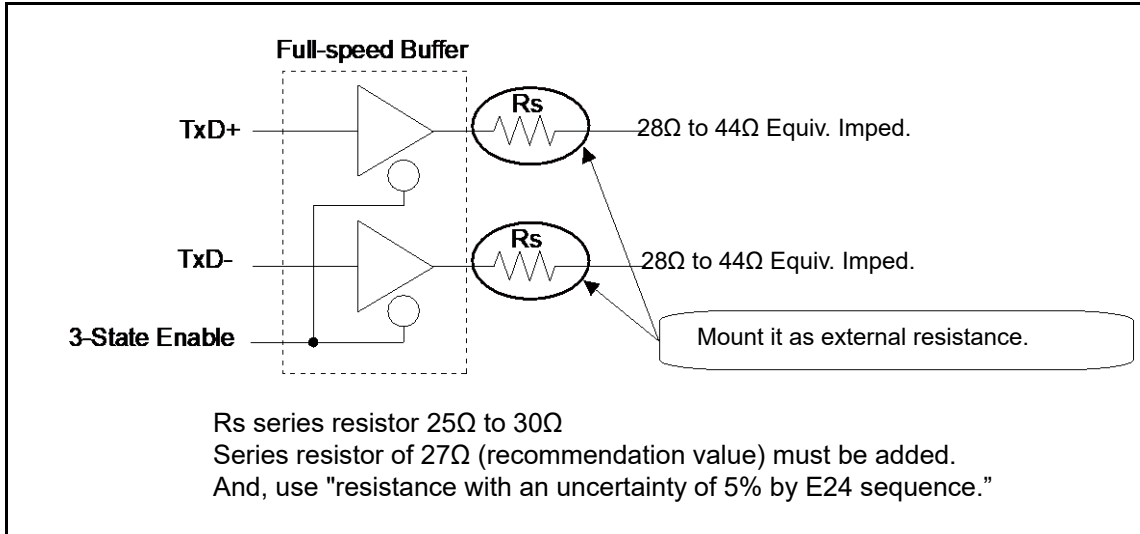 Full-speed Buffer
Rs
TxD+
28Ω to 44Ω Equiv. Imped.
Rs
TxD-
28Ω to 44Ω Equiv. Imped.
3-State Enable
Mount it as external resistance.
Rs series resistor 25Ω to 30Ω
Series resistor of 27Ω (recommendation value) must be added.
And, use "resistance with an uncertainty of 5% by E24 sequence.”